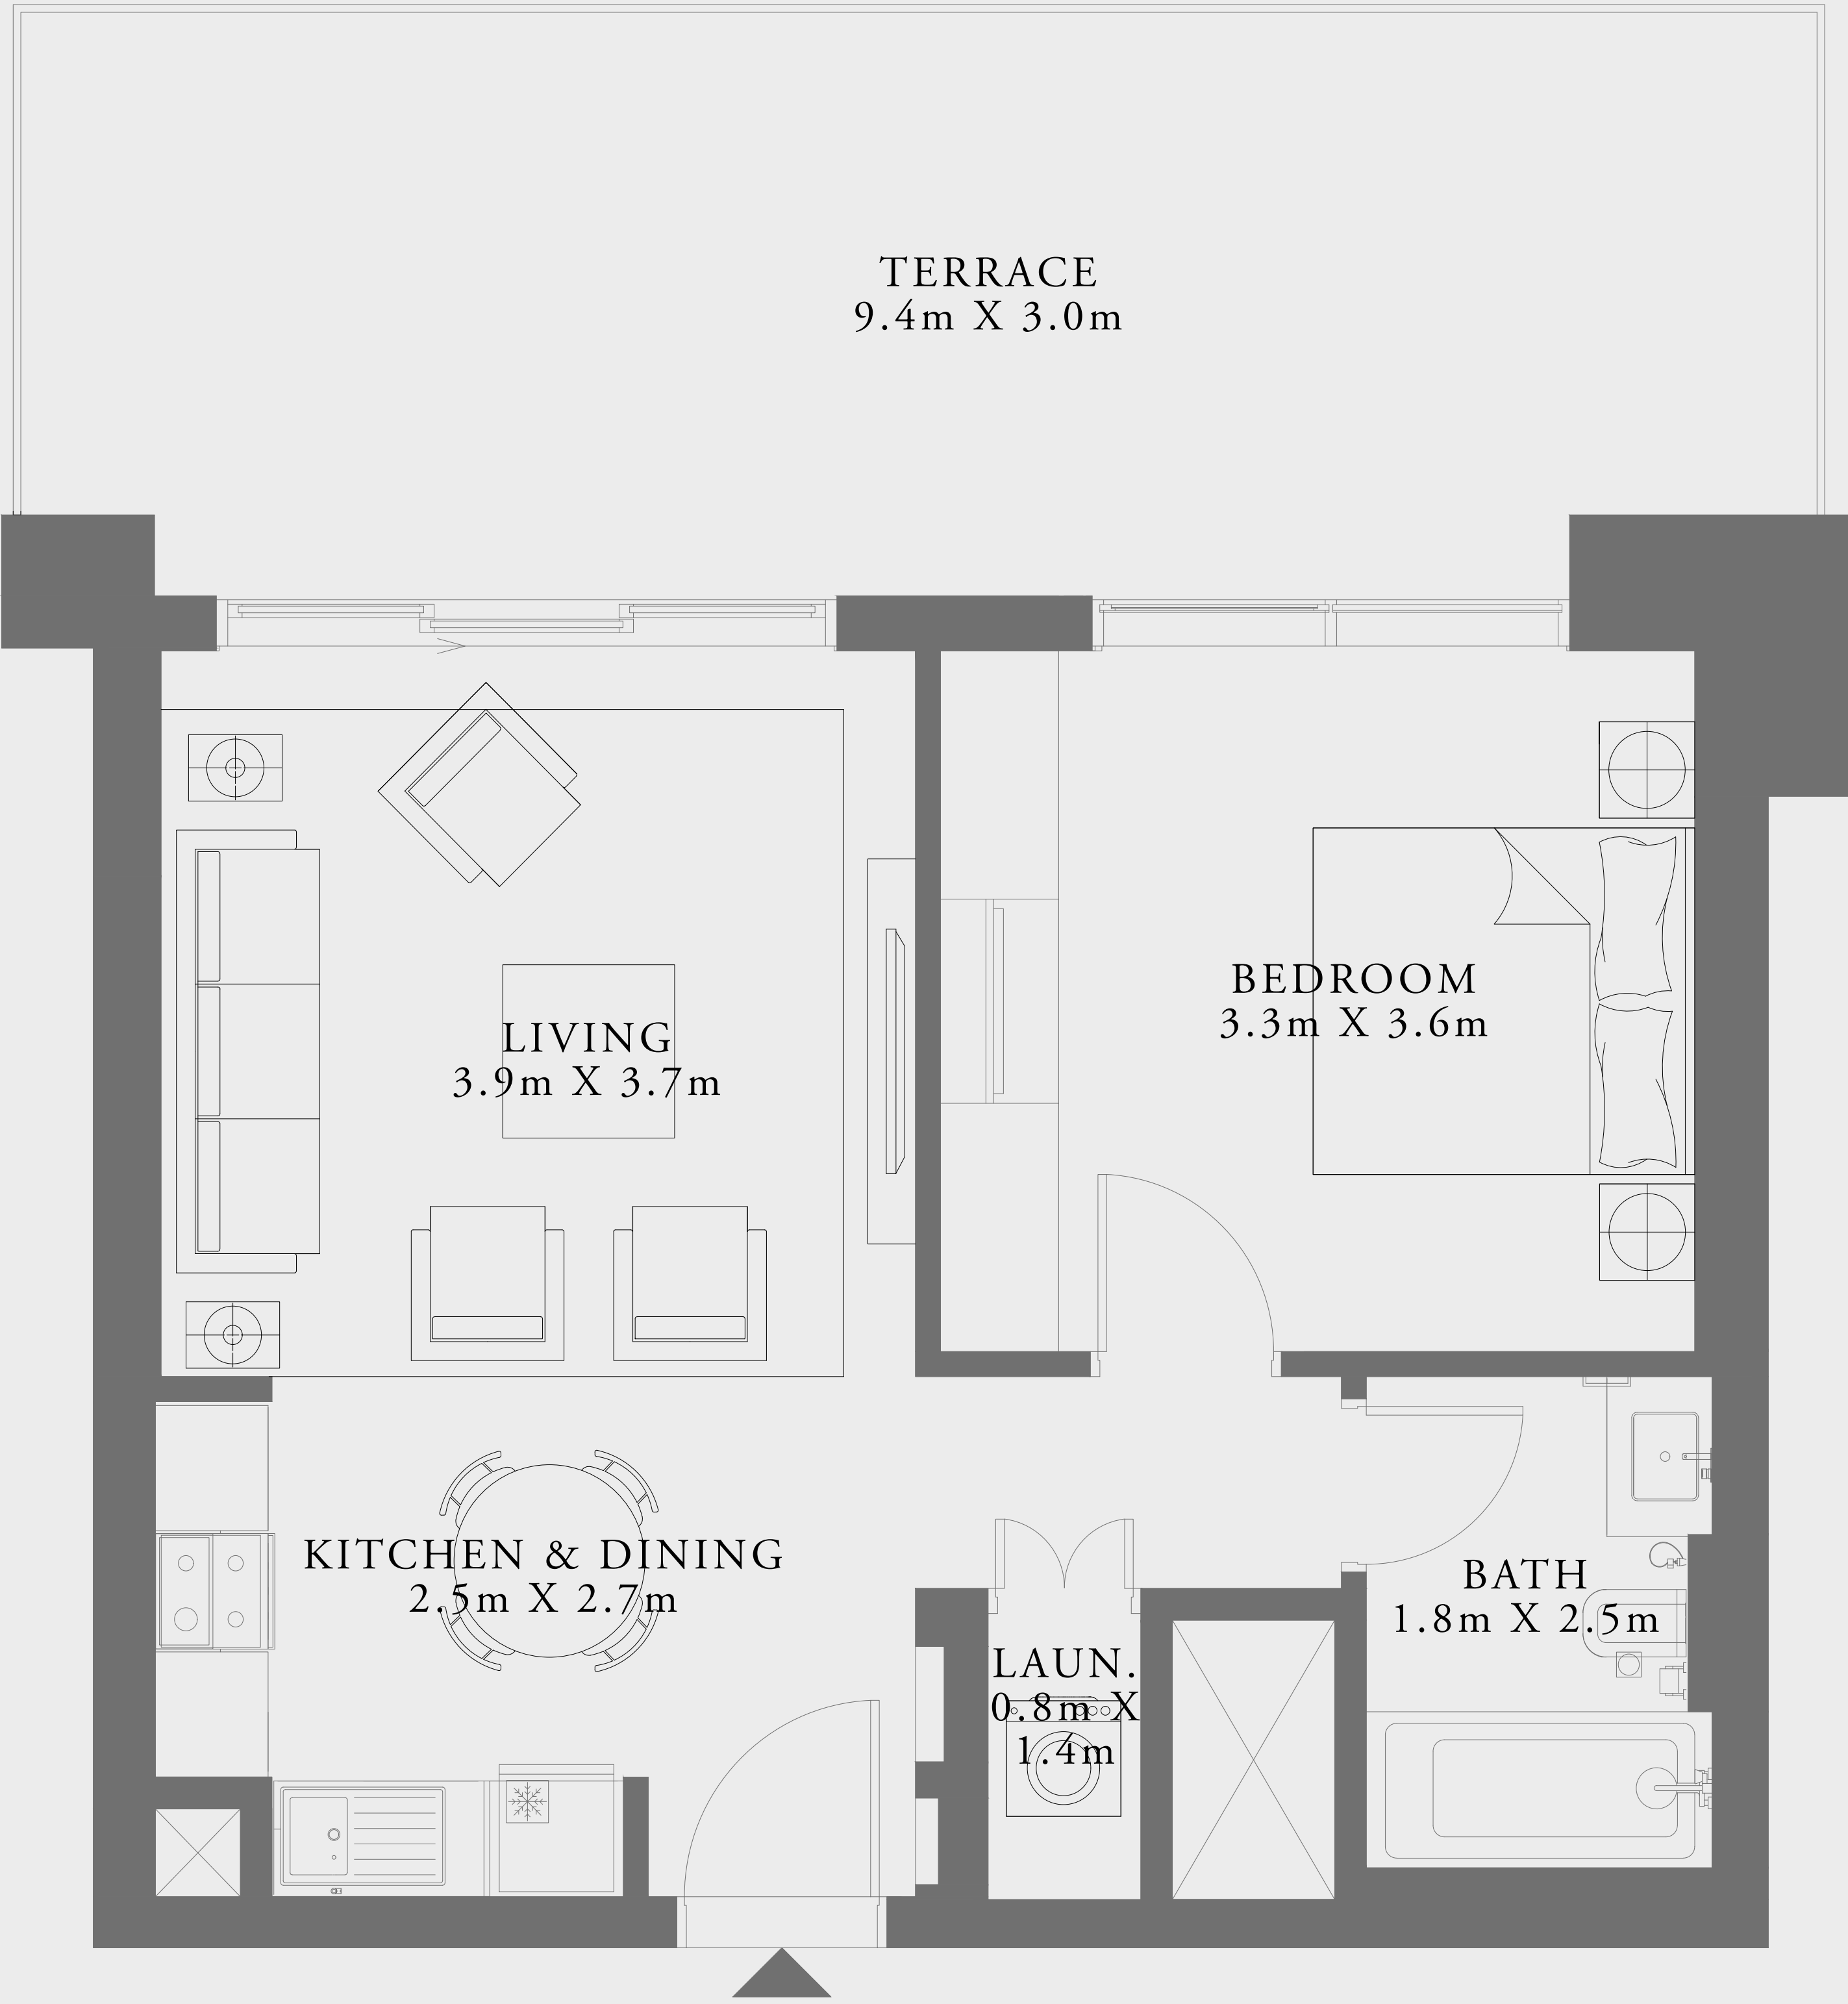 TERRACE
9.4m X 3.0m
BEDROOM
3.3m X 3.6m
LIVING
3.9m X 3.7m
KITCHEN & DINING
2.5m X 2.7m
BATH
1.8m X 2.5m
LAUN.
0.8m X
1.4m